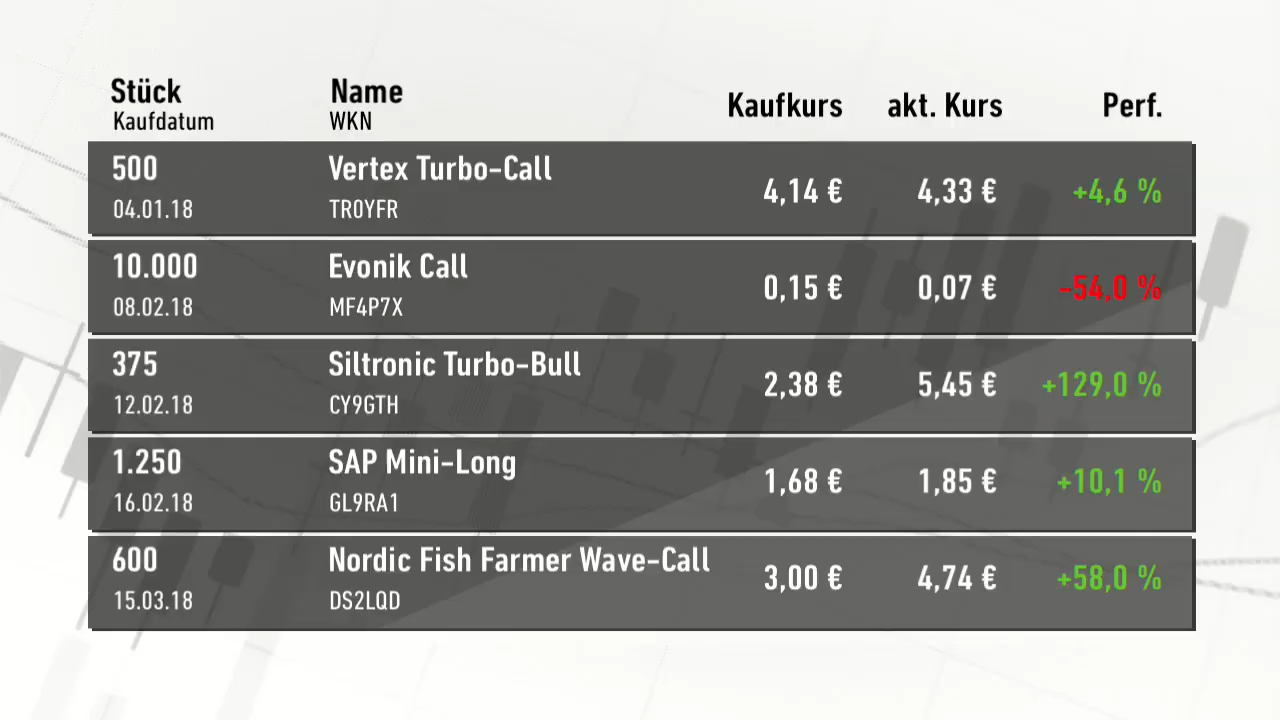 Stück Name Kaufkurs akt. Kurs Perf.
Kaufdatum WKN
500 Vertex Turbo-Call 4,14 € 4,33 € +4,6 %
04.01.18 TR0YFR
10.000 Evonik Call 0,15 € 0,07 € -54,0 %
08.02.18 MF4P7X
375 Siltronic Turbo-Bull 2,38 € 5,45 € +129,0 %
12.02.18 CY9GTH
1.250 SAP Mini-Long 1,68 € 1,85 € +10,1 %
16.02.18 GL9RA1
600 Nordic Fish Farmer Wave-Call 3,00 € 4,74 € +58,0 %
15.03.18 DS2LQD